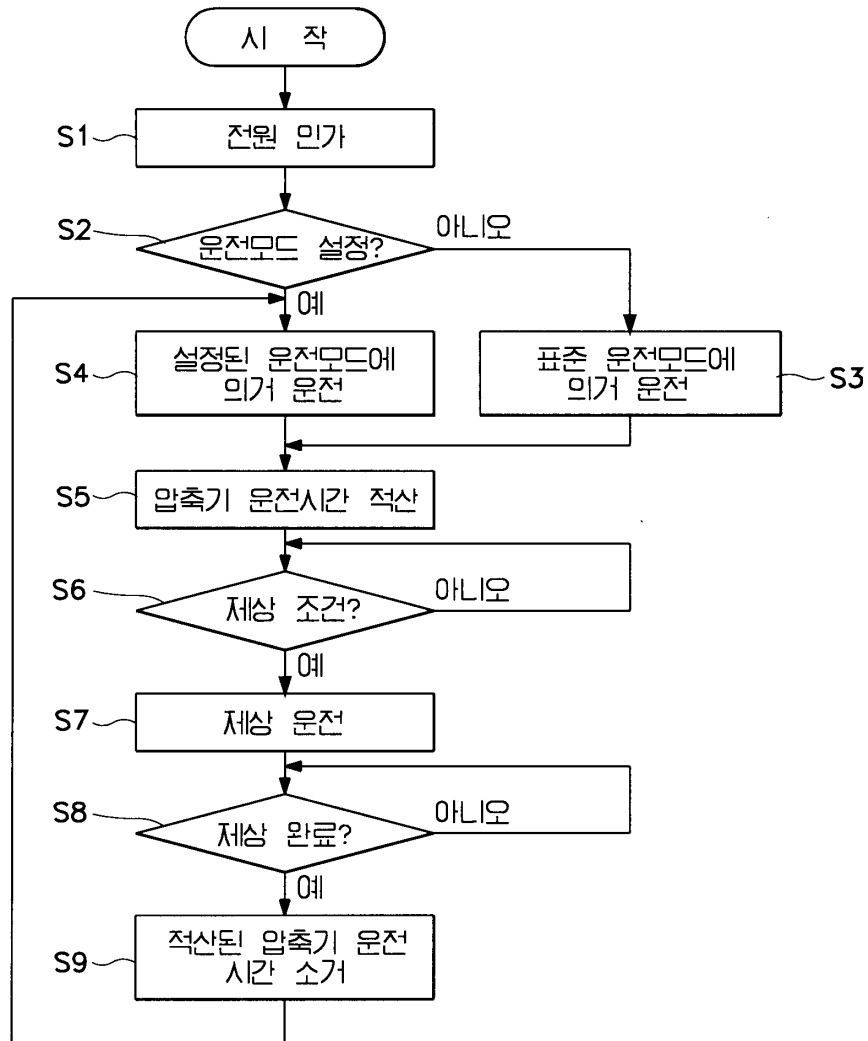 시 작
S1
전원 인가
S2
운전모드 설정?
아니오
예
S4
설정된 운전모드에
의거 운전
표준 운전모드에
의거 운전
S3
S5
압축기 운전시간 적산
S6
제상 조건?
아니오
예
S7
제상 운전
S8
제상 완료?
아니오
예
S9
적산된 압축기 운전
시간 소거